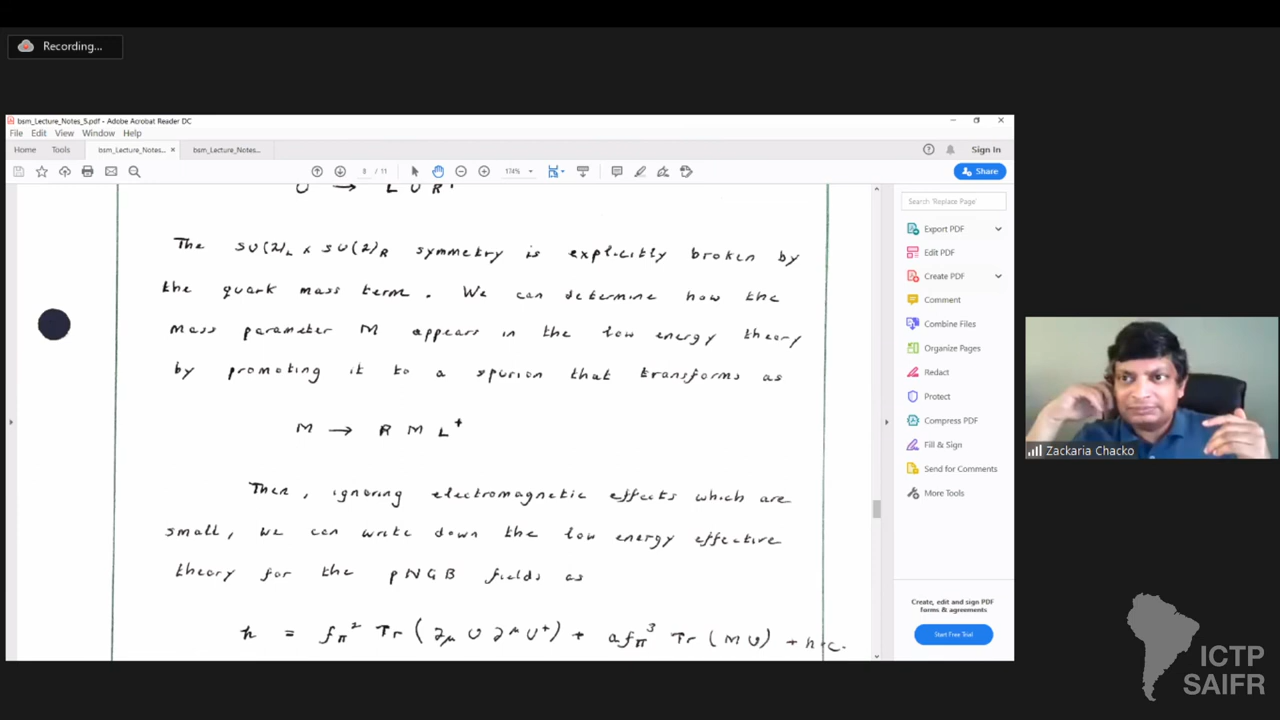 Recording...
bsm_Lecture_Notes_5.pdf - Adobe Acrobat Reader DC
File Edit View Window Help
Home Tools bsm_Lecture_Notes... × bsm_Lecture_Notes... Sign In
8 / 11 174% Share
U → L U R†
The SU(2)L x SU(2)R symmetry is explicitly broken by
the quark mass term. We can determine how the
mass parameter M appears in the low energy theory
by promoting it to a spurion that transforms as
M → R M L†
Then, ignoring electromagnetic effects which are
small, we can write down the low energy effective
theory for the pNGB fields as
= fπ² Tr (∂μ U ∂μ U†) + a fπ³ Tr (M U) + h.c.
Search 'Replace Page'
Export PDF
Edit PDF
Create PDF
Comment
Combine Files
Organize Pages
Redact
Protect
Compress PDF
Fill & Sign
Send for Comments
More Tools
Create, edit and sign PDF
forms & agreements
Start Free Trial
Zackaria Chacko
ICTP
SAIFR